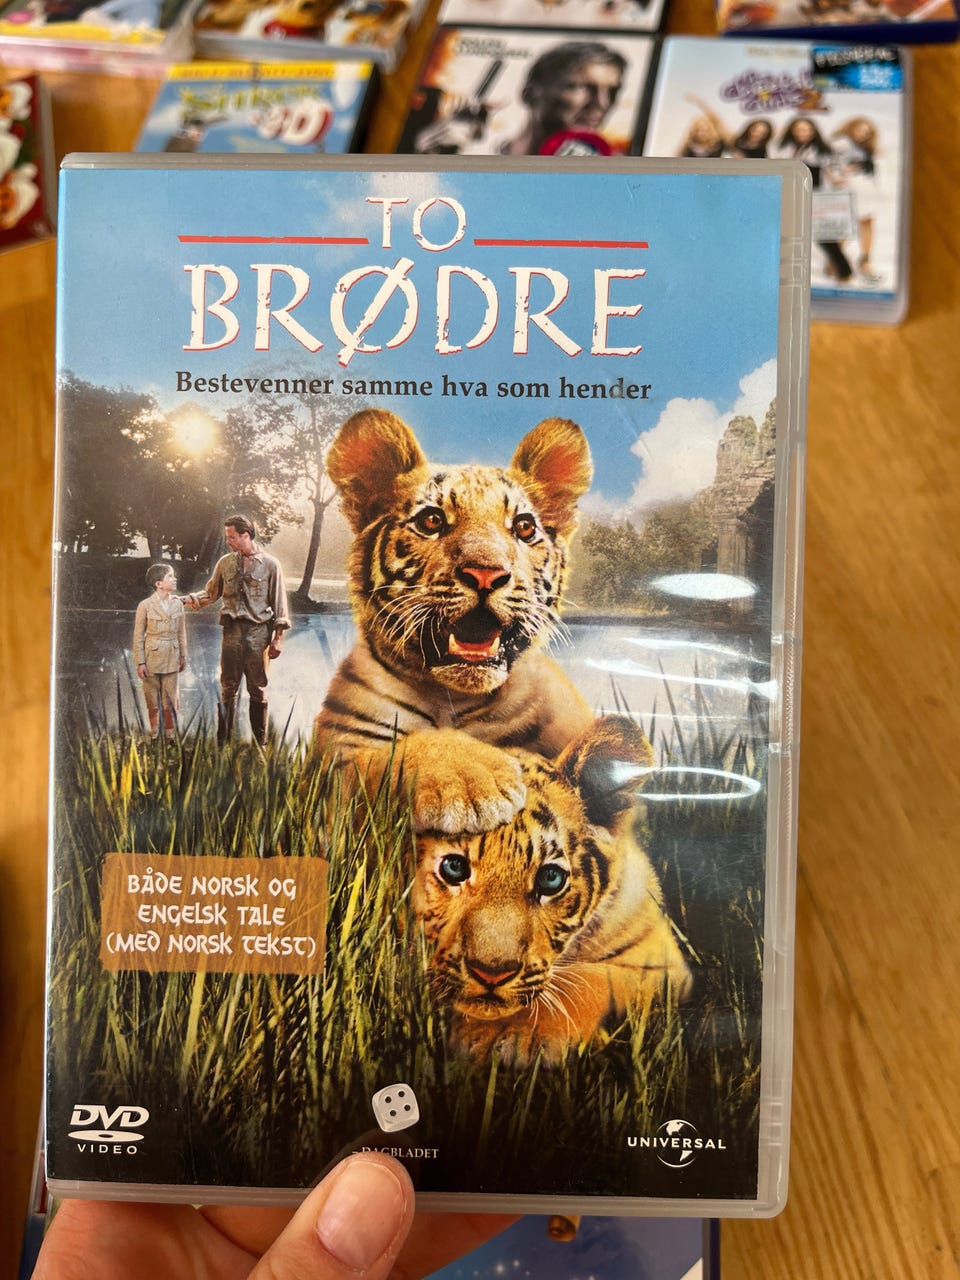 TO
BRØDRE
Bestevenner samme hva som hender
BÅDE NORSK OG
ENGELSK TALE
(MED NORSK TEKST)
DVD
VIDEO
DAGBLADET
UNIVERSAL